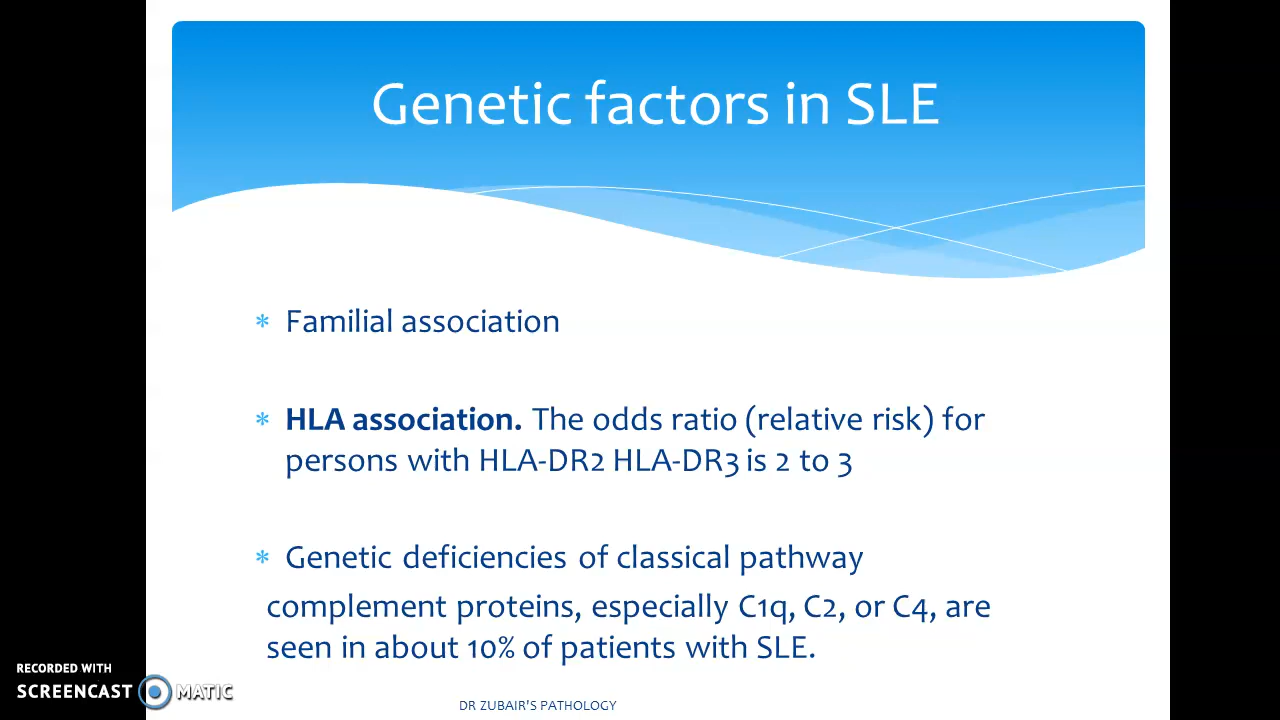 Genetic factors in SLE
* Familial association
* HLA association. The odds ratio (relative risk) for
persons with HLA-DR2 HLA-DR3 is 2 to 3
* Genetic deficiencies of classical pathway
complement proteins, especially C1q, C2, or C4, are
seen in about 10% of patients with SLE.
RECORDED WITH
SCREENCAST MATIC
DR ZUBAIR'S PATHOLOGY